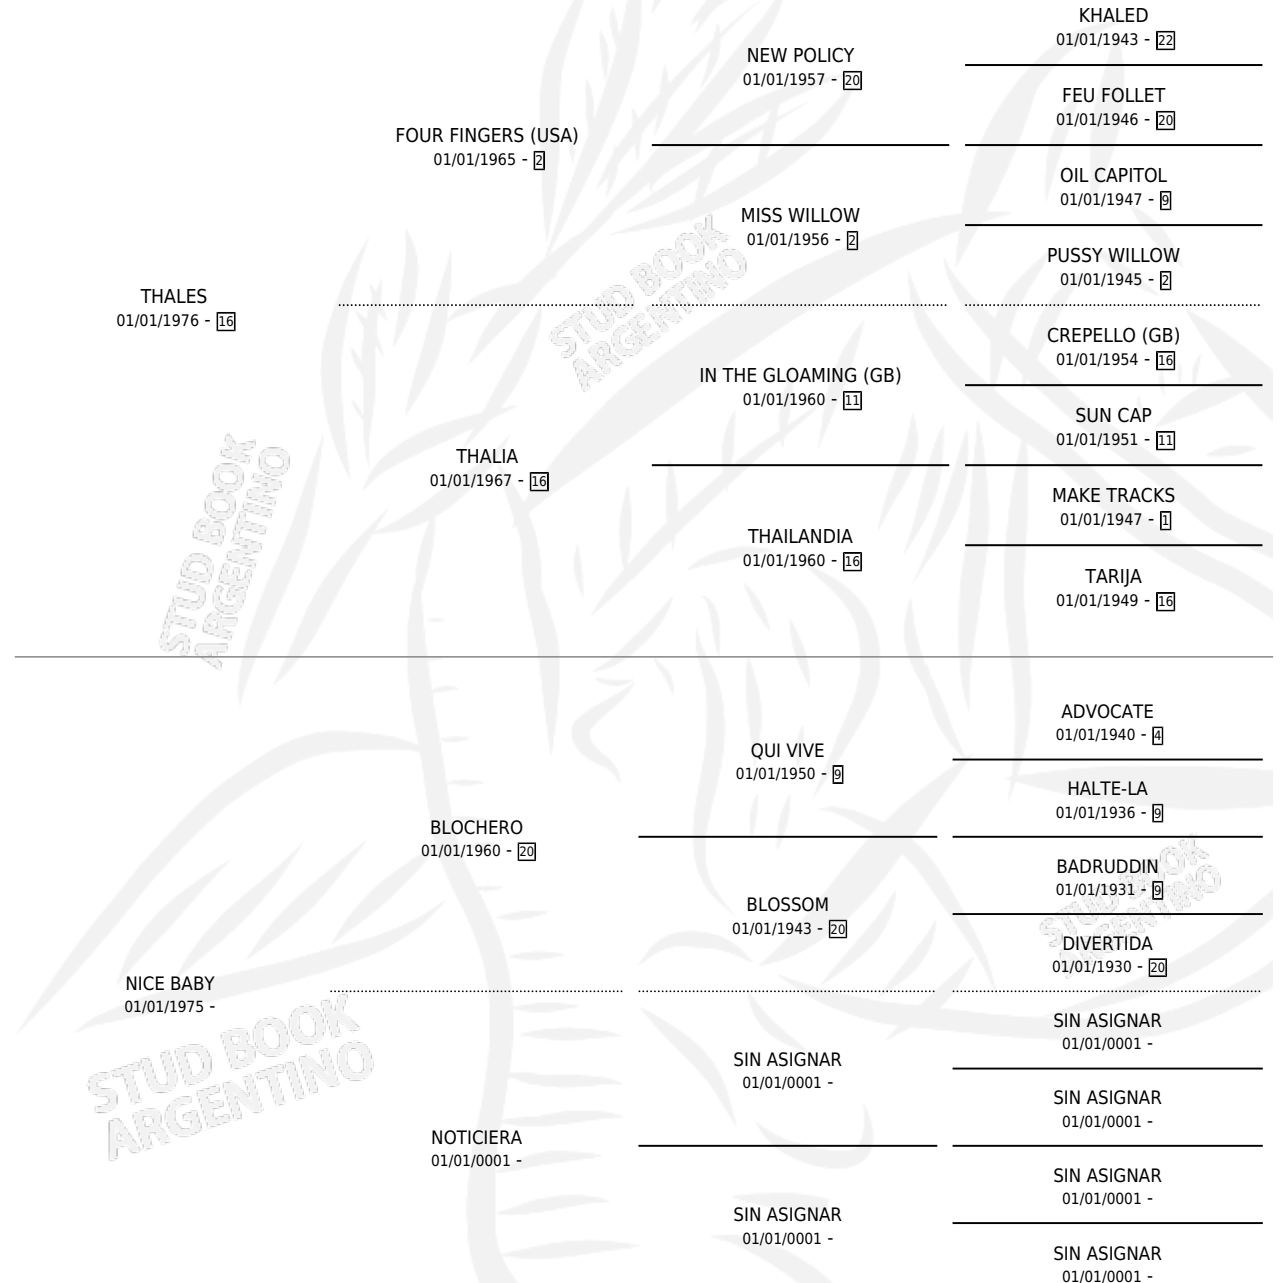 KHALED
01/01/1943 - 22
NEW POLICY
01/01/1957 - 20
FEU FOLLET
01/01/1946 - 20
FOUR FINGERS (USA)
01/01/1965 - 2
OIL CAPITOL
01/01/1947 - 9
MISS WILLOW
01/01/1956 - 2
PUSSY WILLOW
01/01/1945 - 2
THALES
01/01/1976 - 16
CREPELLO (GB)
01/01/1954 - 16
IN THE GLOAMING (GB)
01/01/1960 - 11
SUN CAP
01/01/1951 - 11
THALIA
01/01/1967 - 16
MAKE TRACKS
01/01/1947 - 1
THAILANDIA
01/01/1960 - 16
TARIJA
01/01/1949 - 16
ADVOCATE
01/01/1940 - 4
QUI VIVE
01/01/1950 - 9
HALTE-LA
01/01/1936 - 9
BLOCHERO
01/01/1960 - 20
BADRUDDIN
01/01/1931 - 9
BLOSSOM
01/01/1943 - 20
DIVERTIDA
01/01/1930 - 20
NICE BABY
01/01/1975 -
SIN ASIGNAR
01/01/0001 -
SIN ASIGNAR
01/01/0001 -
SIN ASIGNAR
01/01/0001 -
NOTICIERA
01/01/0001 -
SIN ASIGNAR
01/01/0001 -
SIN ASIGNAR
01/01/0001 -
SIN ASIGNAR
01/01/0001 -
STUD BOOK
ARGENTINO
STUD BOOK
ARGENTINO
STUD BOOK
ARGENTINO
STUD BOOK
ARGENTINO